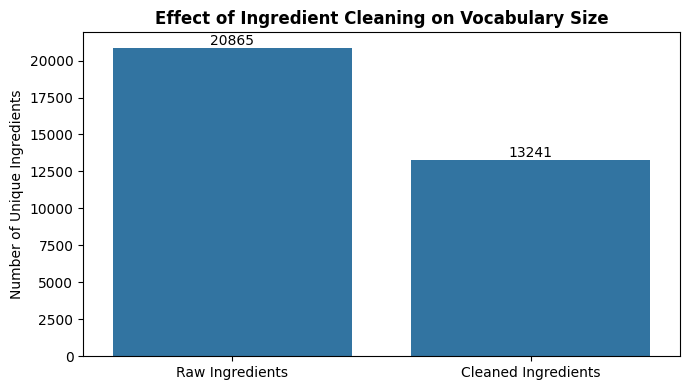 Effect of Ingredient Cleaning on Vocabulary Size
Number of Unique Ingredients
20000
17500
15000
12500
10000
7500
5000
2500
0
20865
13241
Raw Ingredients
Cleaned Ingredients